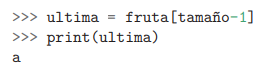 >>> ultima = fruta[tamaño-1]
>>> print(ultima)
a